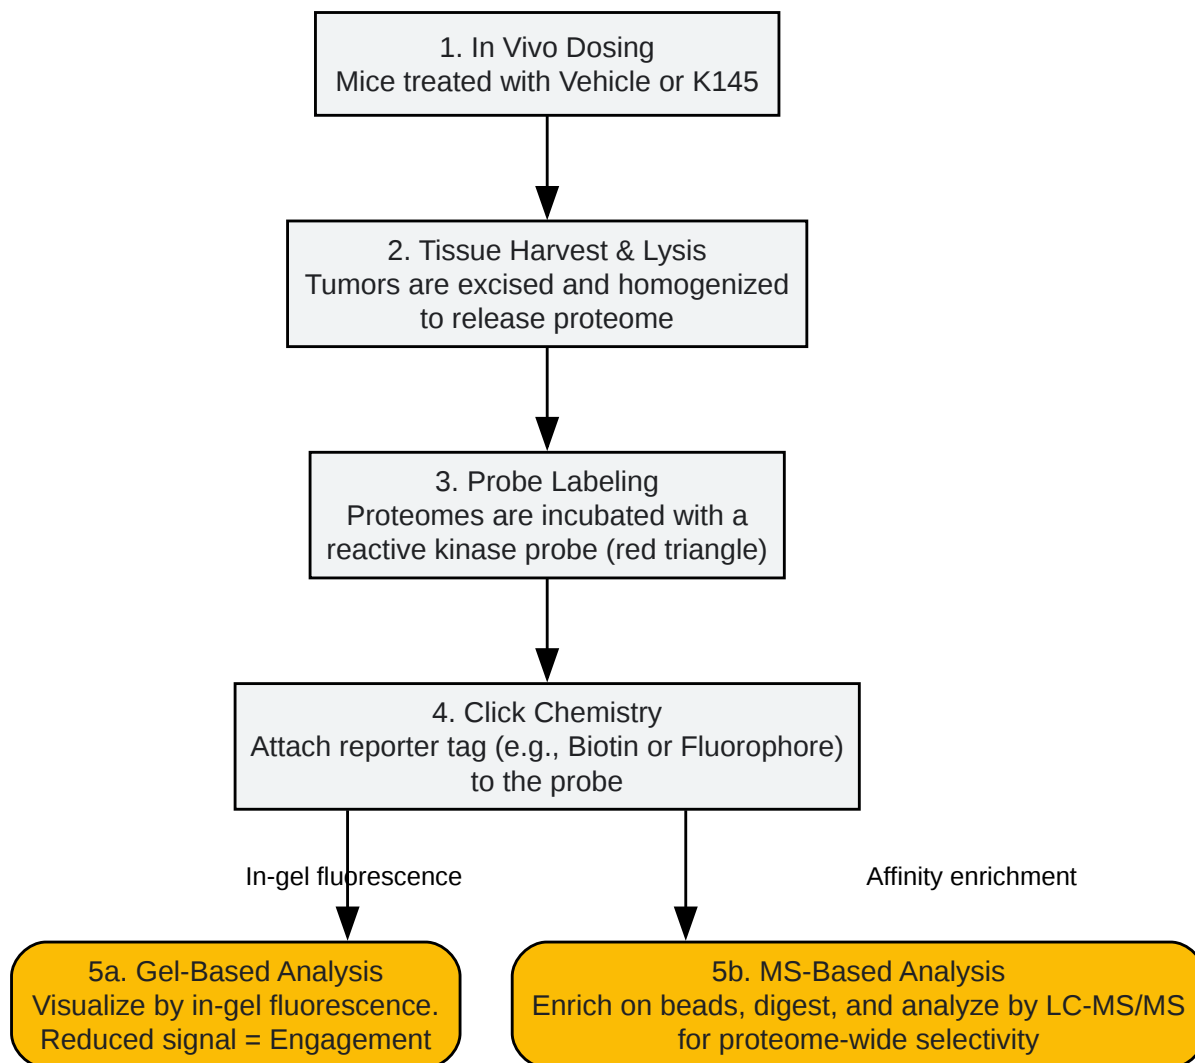 1. In Vivo Dosing
Mice treated with Vehicle or K145
2. Tissue Harvest & Lysis
Tumors are excised and homogenized
to release proteome
3. Probe Labeling
Proteomes are incubated with a
reactive kinase probe (red triangle)
4. Click Chemistry
Attach reporter tag (e.g., Biotin or Fluorophore)
to the probe
In-gel fluorescence
Affinity enrichment
5a. Gel-Based Analysis
Visualize by in-gel fluorescence.
Reduced signal = Engagement
5b. MS-Based Analysis
Enrich on beads, digest, and analyze by LC-MS/MS
for proteome-wide selectivity